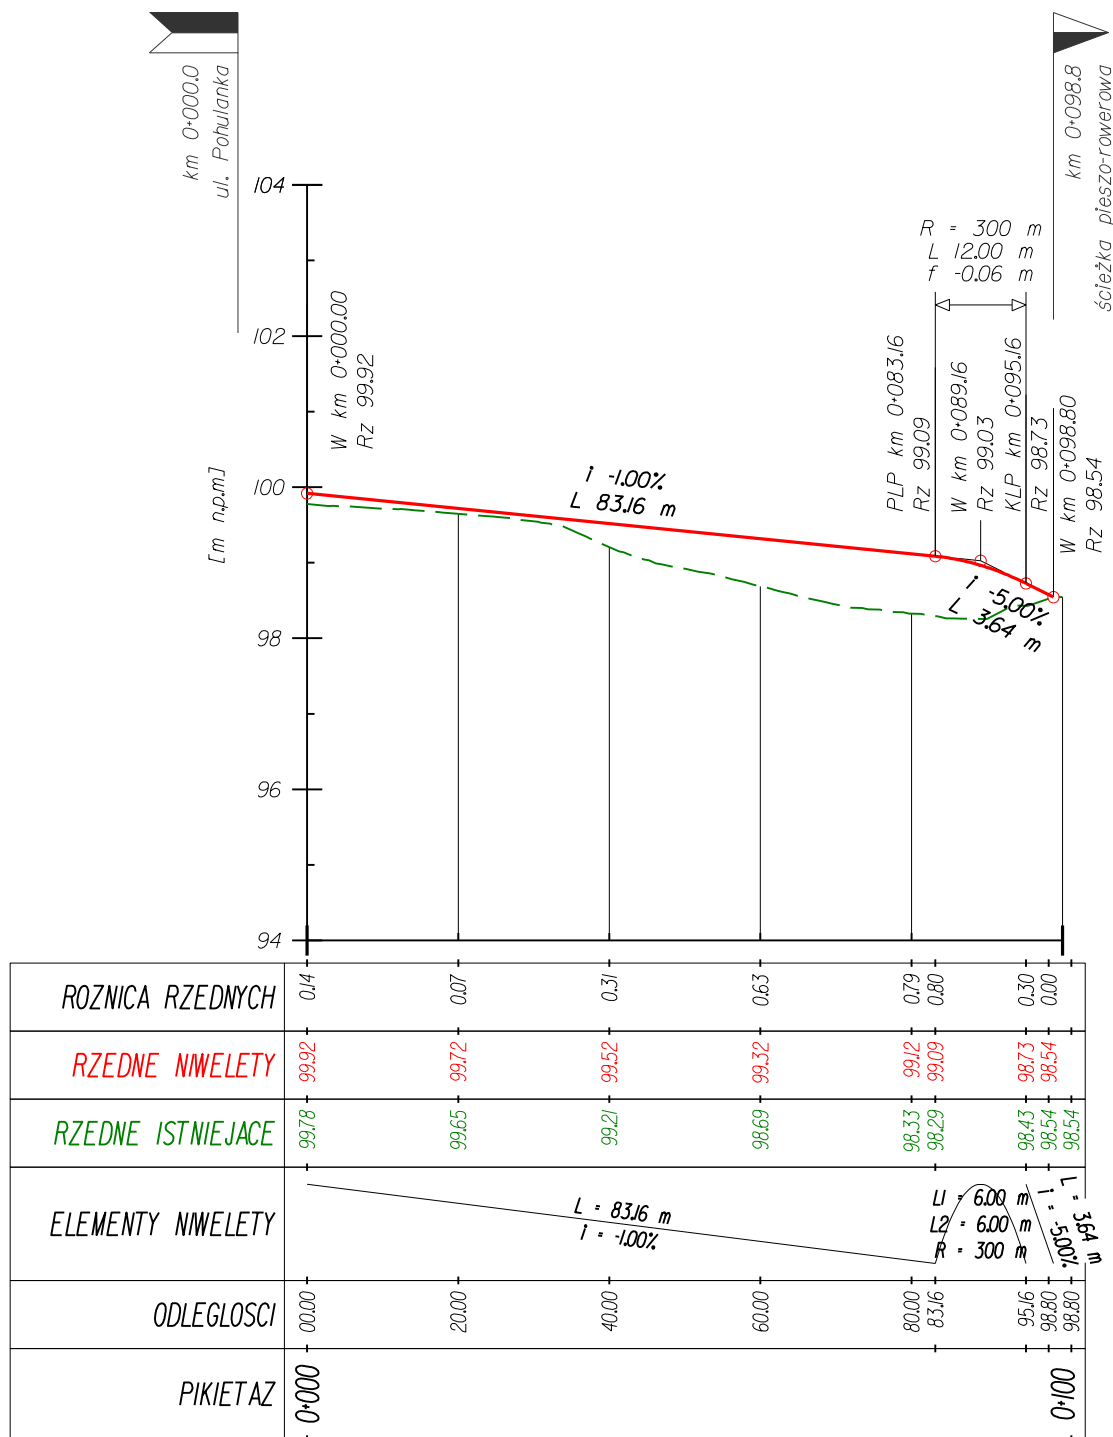 km 0+000.0
ul. Pohulanka
km 0+098.8
ścieżka pieszo-rowerowa
104
102
100
98
96
94
[m n.p.m]
W km 0+000.00
Rz 99.92
i -1.00%
L 83.16 m
R = 300 m
L 12.00 m
f -0.06 m
PLP km 0+083.16
Rz 99.09
W km 0+089.16
Rz 99.03
KLP km 0+095.16
Rz 98.73
W km 0+098.80
Rz 98.54
i -5.00%
L 3.64 m
ROZNICA RZEDNYCH 0.14 0.07 0.31 0.63 0.79 0.80 0.30 0.00
RZEDNE NIWELETY 99.92 99.72 99.52 99.32 99.12 99.09 98.73 98.54
RZEDNE ISTNIEJACE 99.78 99.65 99.21 98.69 98.33 98.29 98.43 98.54 98.54
ELEMENTY NIWELETY
L = 83.16 m
i = -1.00%
L1 = 6.00 m
L2 = 6.00 m
R = 300 m
L = 3.64 m
i = -5.00%
ODLEGLOSCI 00.00 20.00 40.00 60.00 80.00 83.16 95.16 98.80 98.80
PIKIETAZ 0+000 0+100